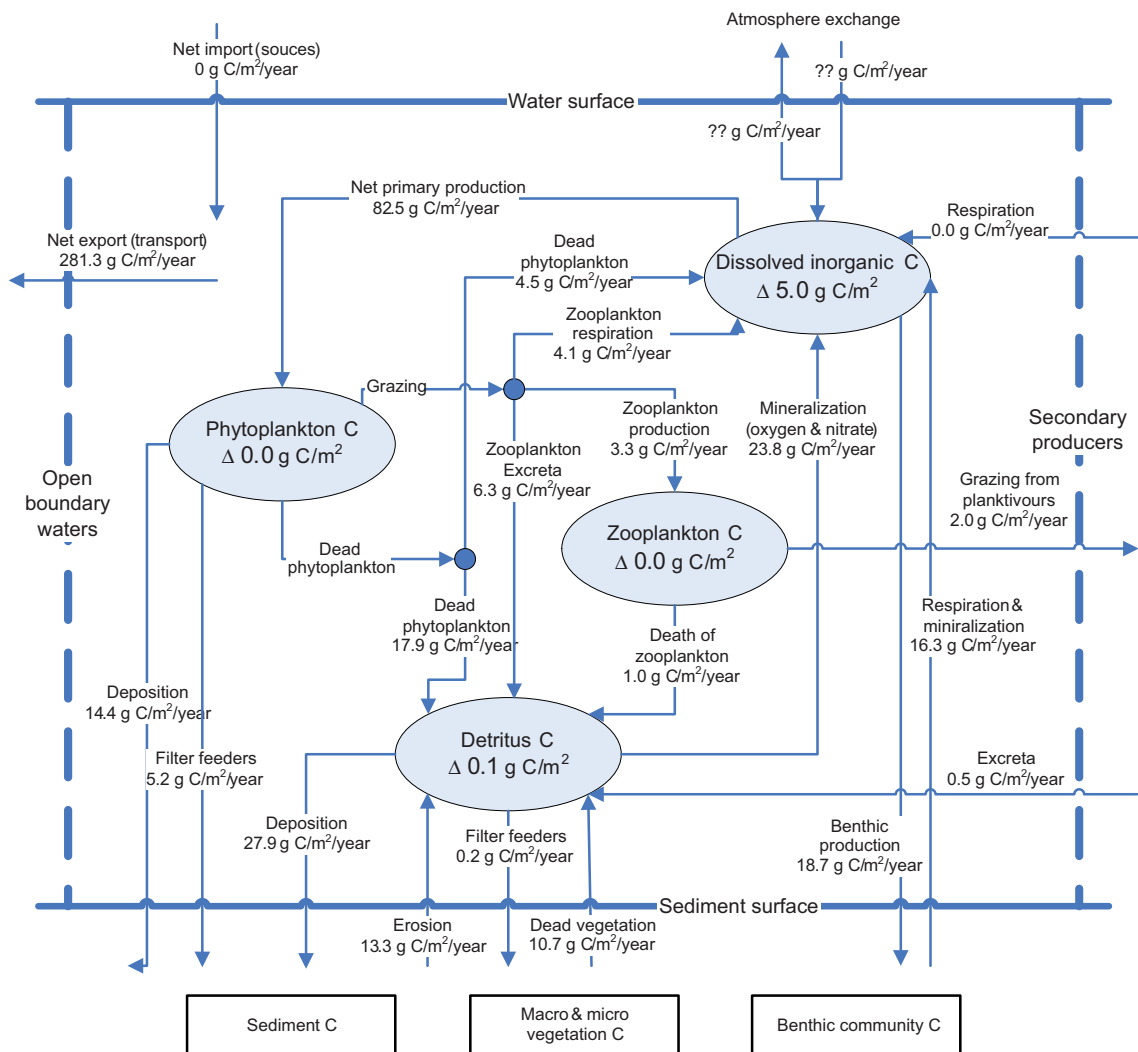 Atmosphere exchange
Net import (souces)
0 g C/m²/year
?? g C/m²/year
Water surface
?? g C/m²/year
Net primary production
82.5 g C/m²/year
Respiration
0.0 g C/m²/year
Net export (transport)
281.3 g C/m²/year
Dead
phytoplankton
4.5 g C/m²/year
Dissolved inorganic C
Δ 5.0 g C/m²
Zooplankton
respiration
4.1 g C/m²/year
Grazing
Phytoplankton C
Δ 0.0 g C/m²
Zooplankton
production
3.3 g C/m²/year
Mineralization
(oxygen & nitrate)
23.8 g C/m²/year
Secondary
producers
Zooplankton
Excreta
6.3 g C/m²/year
Open
boundary
waters
Grazing from
planktivours
2.0 g C/m²/year
Zooplankton C
Δ 0.0 g C/m²
Dead
phytoplankton
Dead
phytoplankton
17.9 g C/m²/year
Death of
zooplankton
1.0 g C/m²/year
Respiration &
miniralization
16.3 g C/m²/year
Deposition
14.4 g C/m²/year
Filter feeders
5.2 g C/m²/year
Detritus C
Δ 0.1 g C/m²
Excreta
0.5 g C/m²/year
Deposition
27.9 g C/m²/year
Filter feeders
0.2 g C/m²/year
Benthic
production
18.7 g C/m²/year
Sediment surface
Erosion
13.3 g C/m²/year
Dead vegetation
10.7 g C/m²/year
Sediment C
Macro & micro
vegetation C
Benthic community C